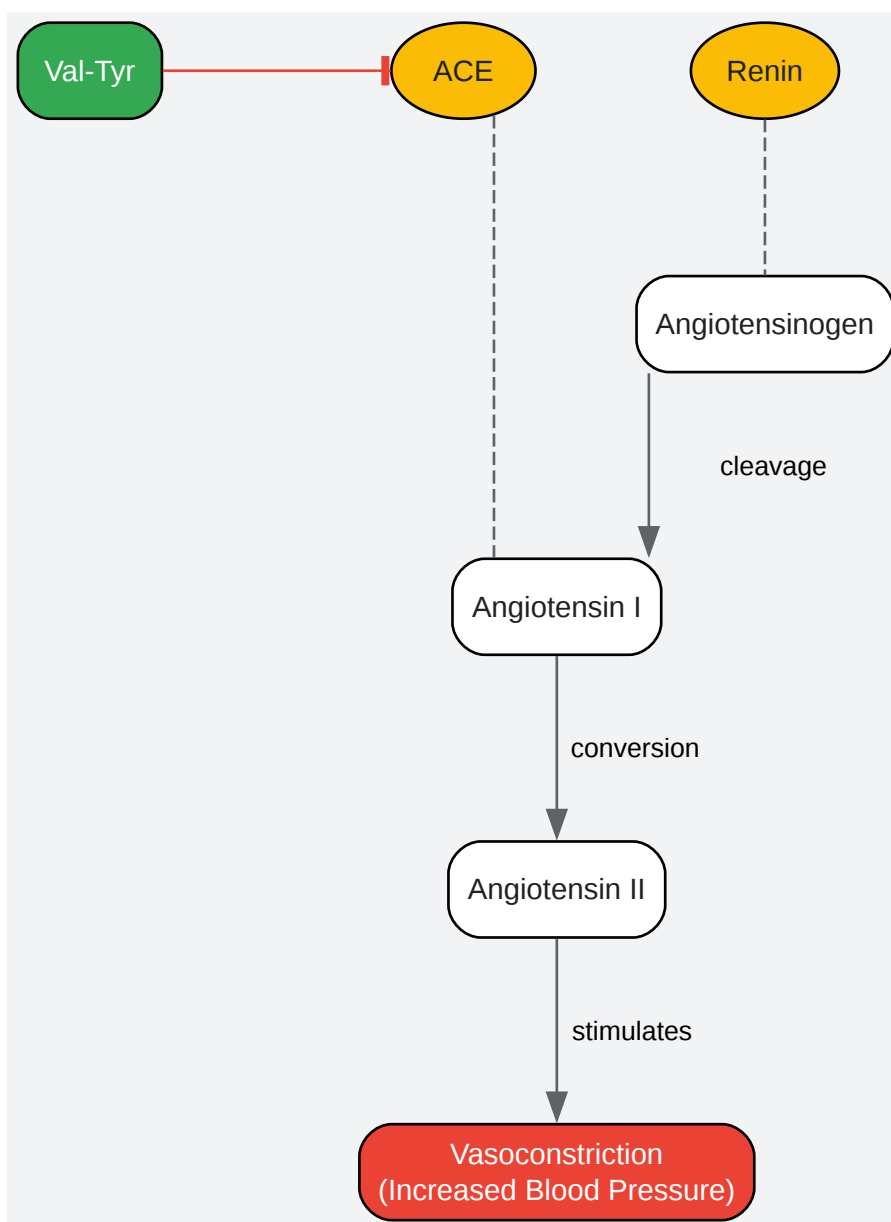 Val-Tyr
ACE
Renin
Angiotensinogen
cleavage
Angiotensin I
conversion
Angiotensin II
stimulates
Vasoconstriction
(Increased Blood Pressure)